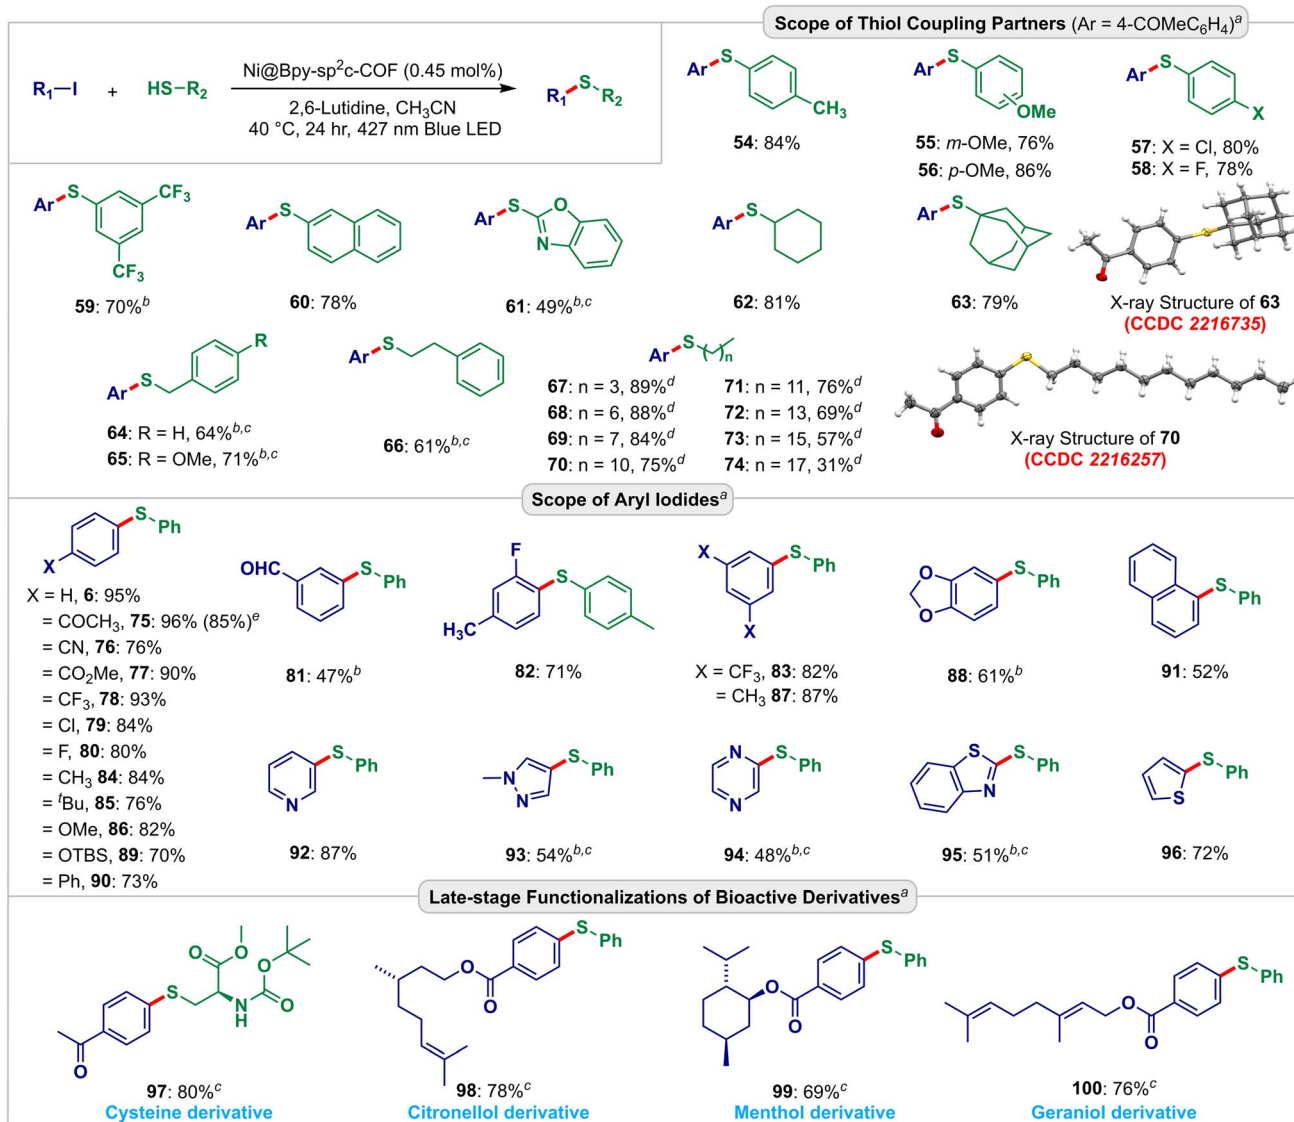 Scope of Thiol Coupling Partners (Ar = 4-COMeC6H4)a
R1–I + HS–R2
Ni@Bpy-sp2c-COF (0.45 mol%)
2,6-Lutidine, CH3CN
40 °C, 24 hr, 427 nm Blue LED
R1 S R2
Ar S CH3
54: 84%
Ar S OMe
55: m-OMe, 76%
56: p-OMe, 86%
Ar S X
57: X = Cl, 80%
58: X = F, 78%
Ar S CF3 CF3
59: 70%b
Ar S
60: 78%
Ar S O N
61: 49%b,c
Ar S
62: 81%
Ar S
63: 79%
X-ray Structure of 63
(CCDC 2216735)
Ar S R
64: R = H, 64%b,c
65: R = OMe, 71%b,c
Ar S
66: 61%b,c
Ar S ( )n
67: n = 3, 89%d
68: n = 6, 88%d
69: n = 7, 84%d
70: n = 10, 75%d
71: n = 11, 76%d
72: n = 13, 69%d
73: n = 15, 57%d
74: n = 17, 31%d
X-ray Structure of 70
(CCDC 2216257)
Scope of Aryl Iodidesa
X S Ph
X = H, 6: 95%
= COCH3, 75: 96% (85%)e
= CN, 76: 76%
= CO2Me, 77: 90%
= CF3, 78: 93%
= Cl, 79: 84%
= F, 80: 80%
= CH3 84: 84%
= tBu, 85: 76%
= OMe, 86: 82%
= OTBS, 89: 70%
= Ph, 90: 73%
OHC S Ph
81: 47%b
F S H3C
82: 71%
X S Ph X
X = CF3, 83: 82%
= CH3 87: 87%
O O S Ph
88: 61%b
S Ph
91: 52%
N S Ph
92: 87%
N N S Ph
93: 54%b,c
N N S Ph
94: 48%b,c
S N S Ph
95: 51%b,c
S S Ph
96: 72%
Late-stage Functionalizations of Bioactive Derivativesa
O S O O N H O O
97: 80%c
Cysteine derivative
O O S Ph
98: 78%c
Citronellol derivative
O O S Ph
99: 69%c
Menthol derivative
O O S Ph
100: 76%c
Geraniol derivative